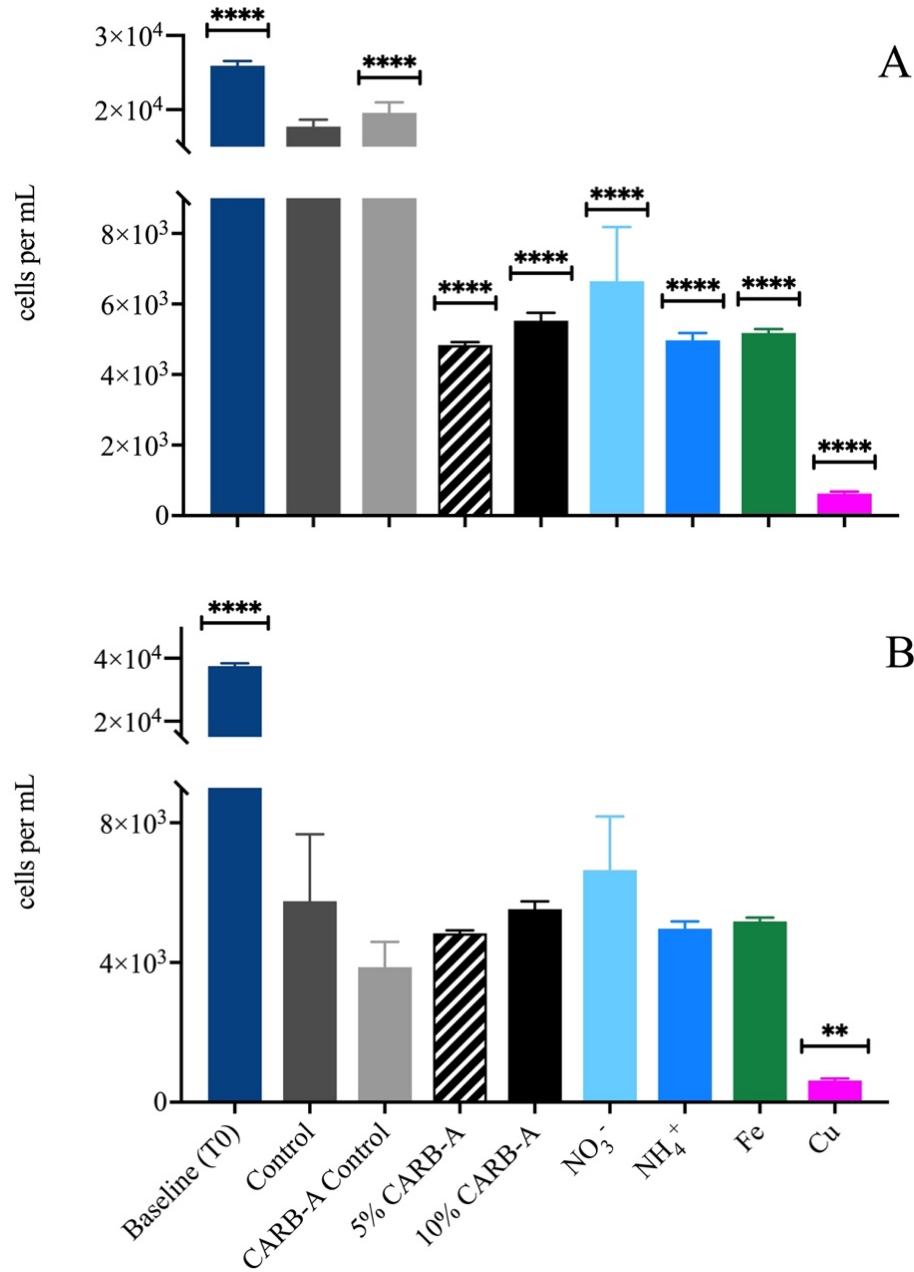 ****
3×10⁴
A
****
2×10⁴
****
8×10³
****
****
****
****
6×10³
cells per mL
4×10³
****
2×10³
0
****
B
4×10⁴
2×10⁴
8×10³
cells per mL
4×10³
**
0
Baseline (T0)
Control
CARB-A Control
5% CARB-A
10% CARB-A
NO₃⁻
NH₄⁺
Fe
Cu